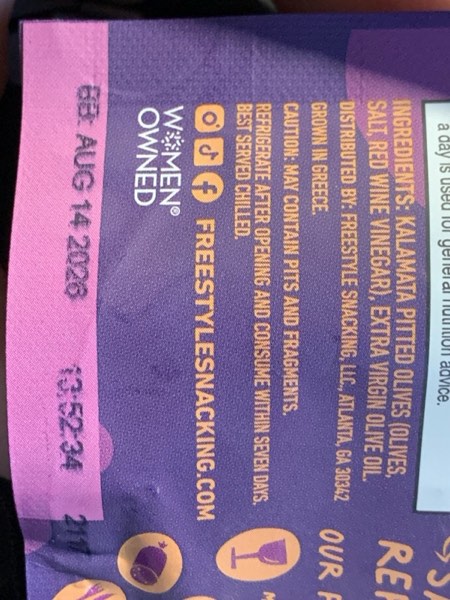 a day is used for general nutrition advice.
INGREDIENTS: KALAMATA PITTED OLIVES (OLIVES,
SALT, RED WINE VINEGAR), EXTRA VIRGIN OLIVE OIL.
DISTRIBUTED BY: FREESTYLE SNACKING, LLC., ATLANTA, GA 30342
GROWN IN GREECE.
CAUTION: MAY CONTAIN PITS AND FRAGMENTS.
REFRIGERATE AFTER OPENING AND CONSUME WITHIN SEVEN DAYS.
BEST SERVED CHILLED.
FREESTYLESNACKING.COM
WOMEN®
OWNED
BB: AUG 14 2026 13:52:34
OUR